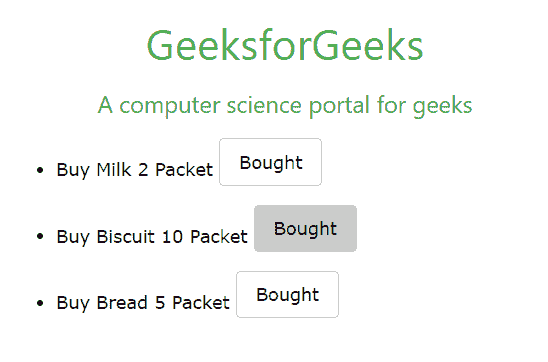 GeeksforGeeks
A computer science portal for geeks
Buy Milk 2 Packet Bought
Buy Biscuit 10 Packet Bought
Buy Bread 5 Packet Bought